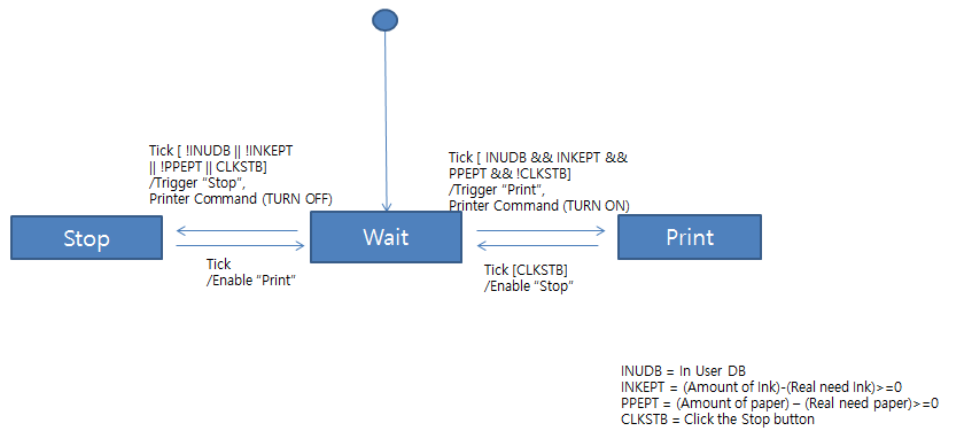 Tick [ !INUDB || !INKEPT
|| !PPEPT || CLKSTB]
/Trigger "Stop",
Printer Command (TURN OFF)
Tick [ INUDB && INKEPT &&
PPEPT && !CLKSTB]
/Trigger "Print",
Printer Command (TURN ON)
Stop
Wait
Print
Tick
/Enable "Print"
Tick [CLKSTB]
/Enable "Stop"
INUDB = In User DB
INKEPT = (Amount of Ink)-(Real need Ink)>=0
PPEPT = (Amount of paper) – (Real need paper)>=0
CLKSTB = Click the Stop button